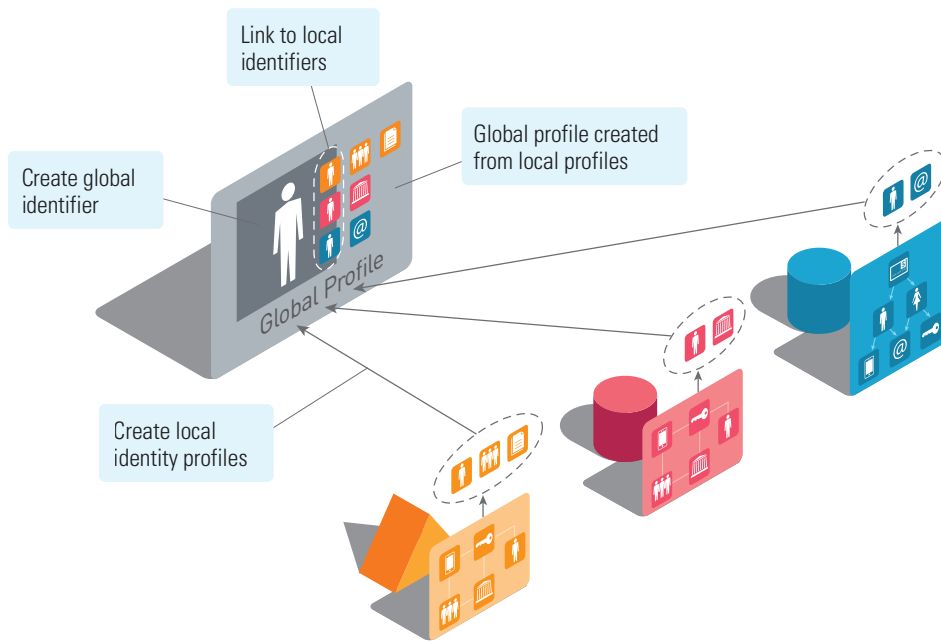 Link to local
identifiers
Global profile created
from local profiles
Create global
identifier
@
@
Global Profile
@
Create local
identity profiles